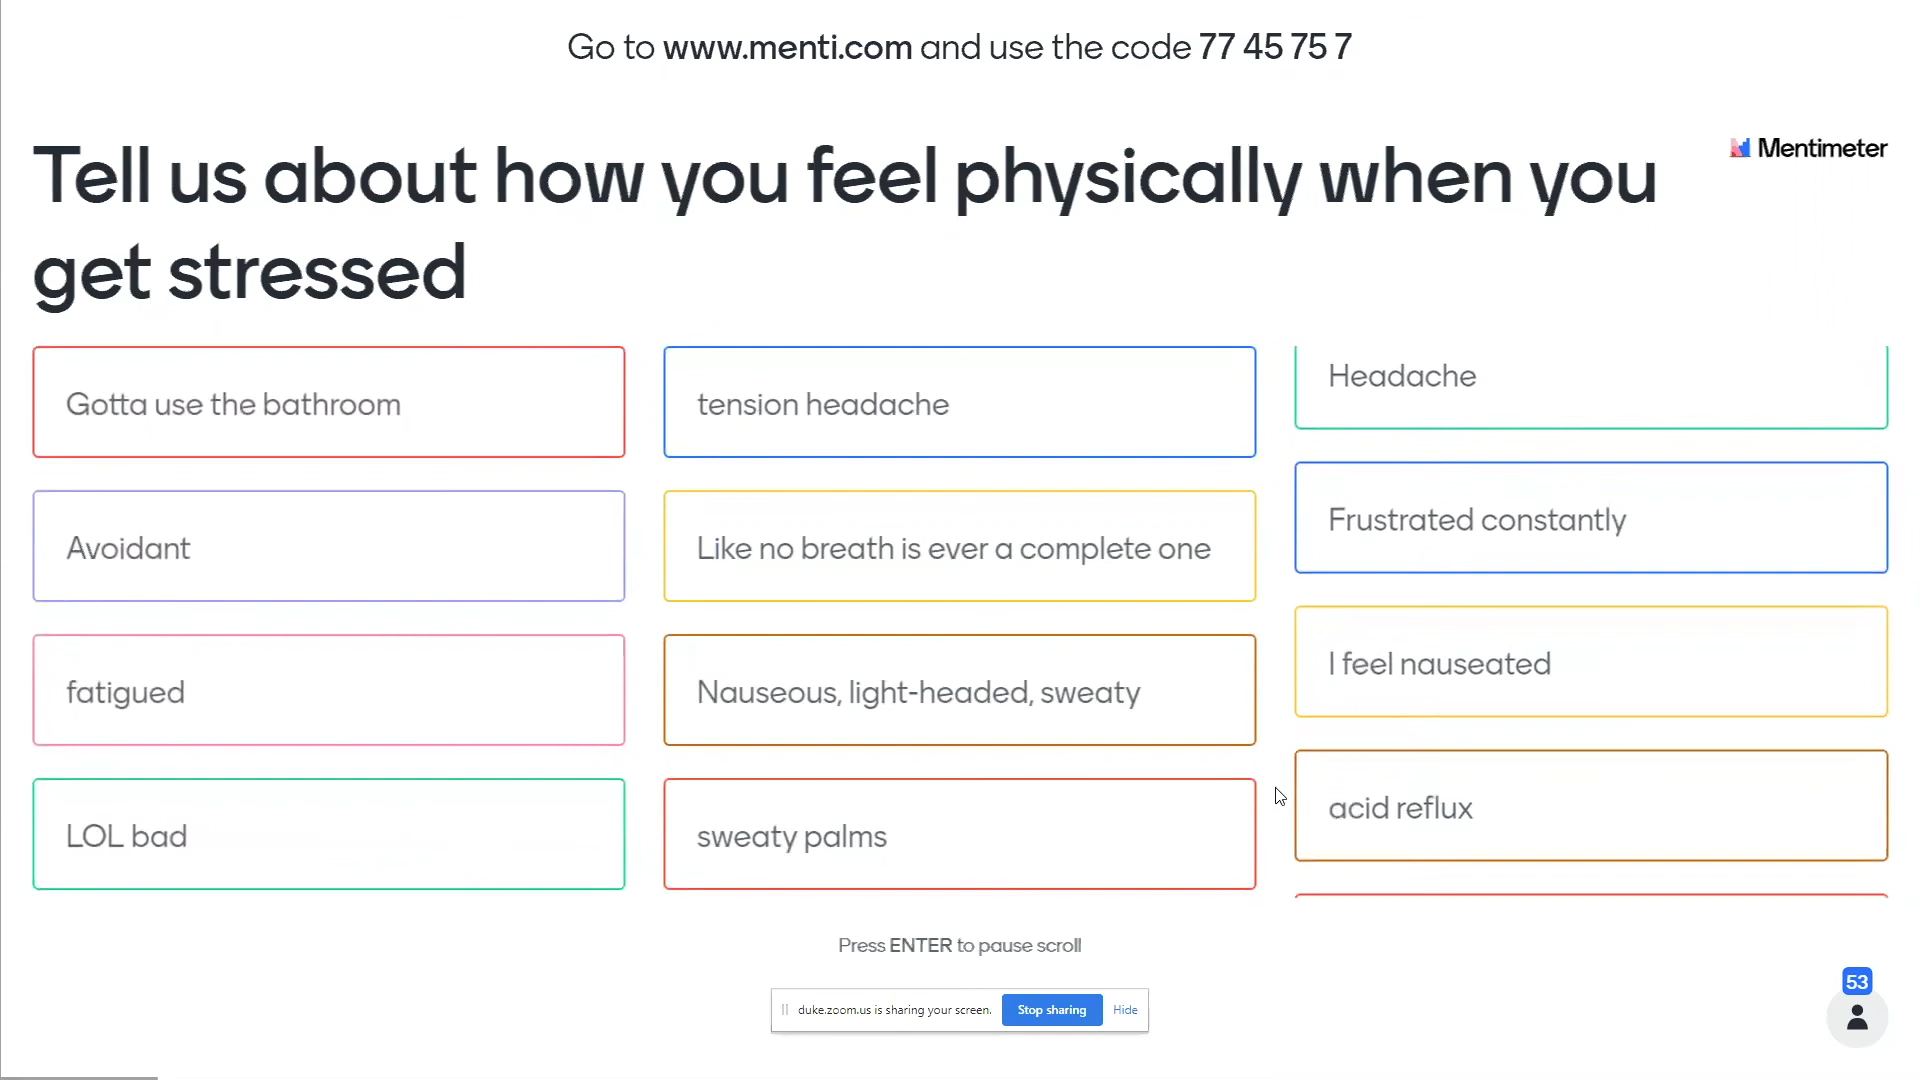 Go to www.menti.com and use the code 77 45 75 7
Mentimeter
Tell us about how you feel physically when you
get stressed
Gotta use the bathroom
Avoidant
fatigued
LOL bad
tension headache
Like no breath is ever a complete one
Nauseous, light-headed, sweaty
sweaty palms
Headache
Frustrated constantly
I feel nauseated
acid reflux
Press ENTER to pause scroll
duke.zoom.us is sharing your screen. Stop sharing Hide
53